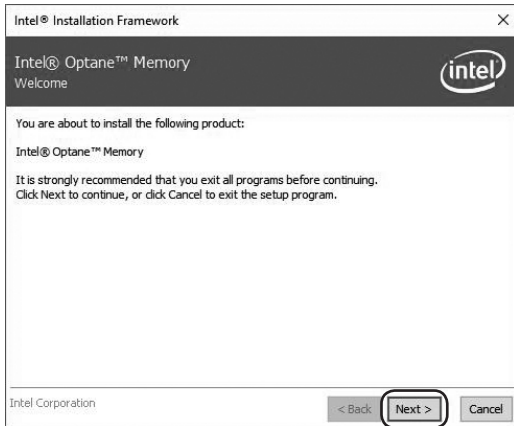 Intel® Installation Framework
Intel® Optane™ Memory
Welcome
intel
You are about to install the following product:
Intel® Optane™ Memory
It is strongly recommended that you exit all programs before continuing.
Click Next to continue, or click Cancel to exit the setup program.
Intel Corporation
< Back Next > Cancel